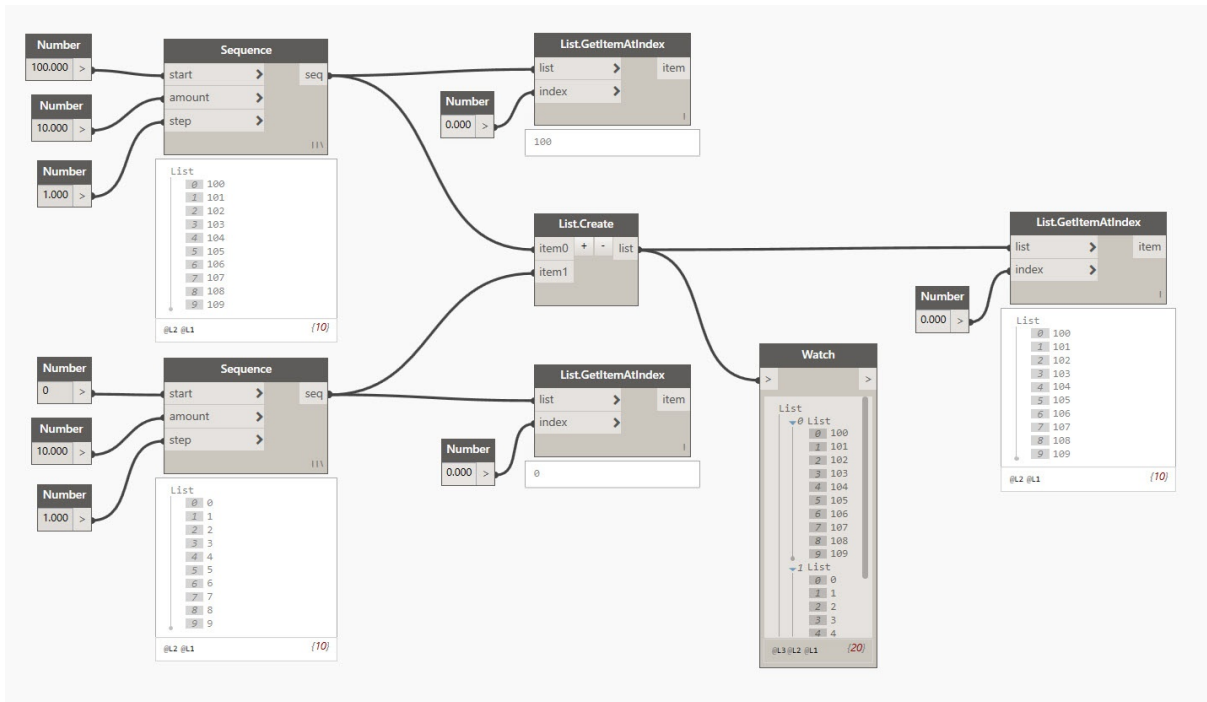 Number
100.000 >
Number
10.000 >
Number
1.000 >
Sequence
start > seq
amount >
step >
List
0 100
1 101
2 102
3 103
4 104
5 105
6 106
7 107
8 108
9 109
@L2 @L1 {10}
Number
0 >
Number
10.000 >
Number
1.000 >
Sequence
start > seq
amount >
step >
List
0 0
1 1
2 2
3 3
4 4
5 5
6 6
7 7
8 8
9 9
@L2 @L1 {10}
List.GetItemAtIndex
list > item
index >
Number
0.000 >
100
List.Create
item0 + - list
item1
List.GetItemAtIndex
list > item
index >
Number
0.000 >
0
Watch
> >
List
0 List
0 100
1 101
2 102
3 103
4 104
5 105
6 106
7 107
8 108
9 109
1 List
0 0
1 1
2 2
3 3
4 4
@L3 @L2 @L1 {20}
List.GetItemAtIndex
list > item
index >
Number
0.000 >
List
0 100
1 101
2 102
3 103
4 104
5 105
6 106
7 107
8 108
9 109
@L2 @L1 {10}